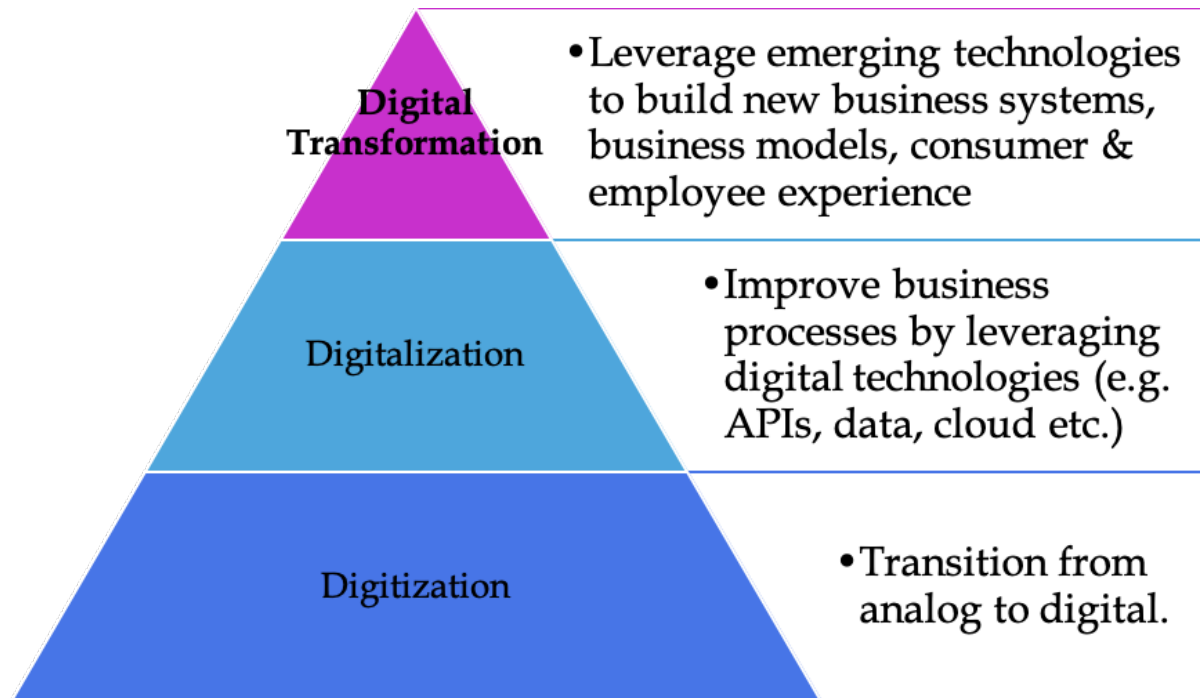 Digital
Transformation
•Leverage emerging technologies
to build new business systems,
business models, consumer &
employee experience
Digitalization
•Improve business
processes by leveraging
digital technologies (e.g.
APIs, data, cloud etc.)
Digitization
•Transition from
analog to digital.